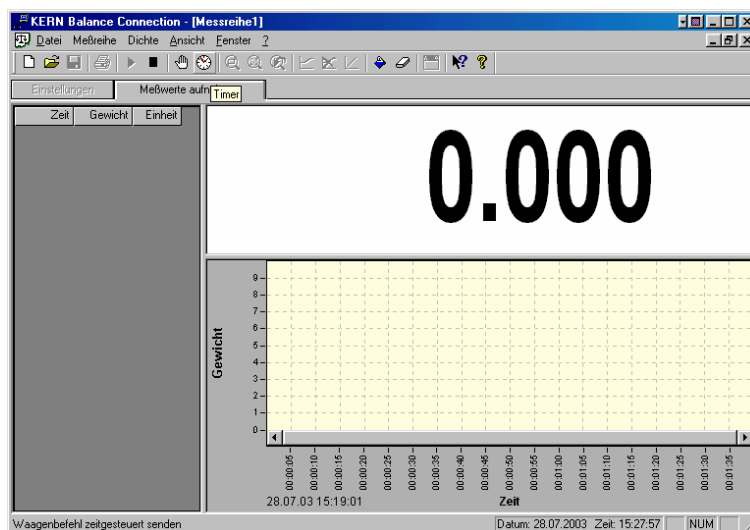 KERN Balance Connection - [Messreihe1]
Datei Meßreihe Dichte Ansicht Fenster ?
Einstellungen
Timer
Zeit Gewicht Einheit
0.000
Gewicht
9
8
7
6
5
4
3
2
1
0
00:00:05 00:00:10 00:00:15 00:00:20 00:00:25 00:00:30 00:00:35 00:00:40 00:00:45 00:00:50 00:00:55 00:01:00 00:01:05 00:01:10 00:01:15 00:01:20 00:01:25 00:01:30 00:01:35
28.07.03 15:19:01 Zeit
Waagenbefehl zeitgesteuert senden Datum: 28.07.2003 Zeit: 15:27:57 NUM